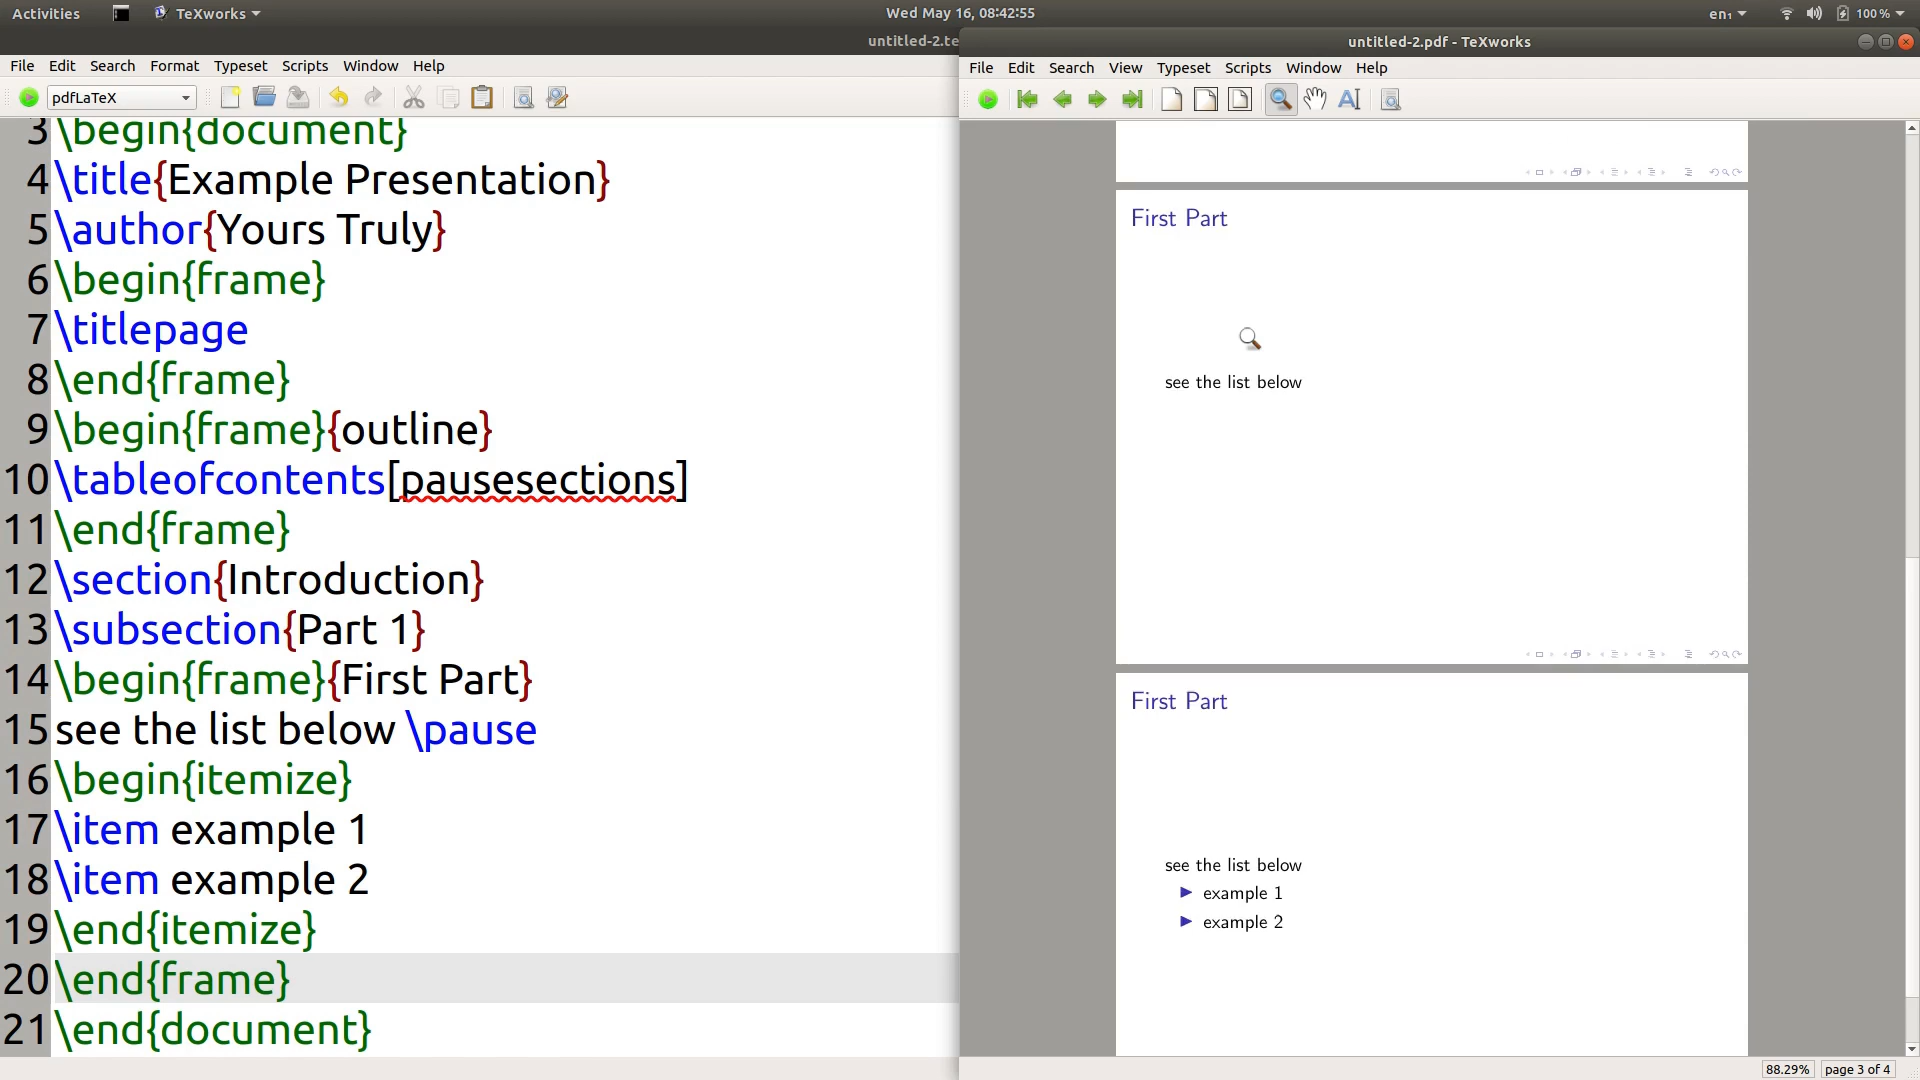 Activities
TeXworks
Wed May 16, 08:42:55
en₁
100 %
untitled-2.te
File Edit Search Format Typeset Scripts Window Help
pdfLaTeX
3 \begin{document}
4 \title{Example Presentation}
5 \author{Yours Truly}
6 \begin{frame}
7 \titlepage
8 \end{frame}
9 \begin{frame}{outline}
10 \tableofcontents[pausesections]
11 \end{frame}
12 \section{Introduction}
13 \subsection{Part 1}
14 \begin{frame}{First Part}
15 see the list below \pause
16 \begin{itemize}
17 \item example 1
18 \item example 2
19 \end{itemize}
20 \end{frame}
21 \end{document}
untitled-2.pdf - TeXworks
File Edit Search View Typeset Scripts Window Help
First Part
see the list below
First Part
see the list below
example 1
example 2
88.29%
page 3 of 4